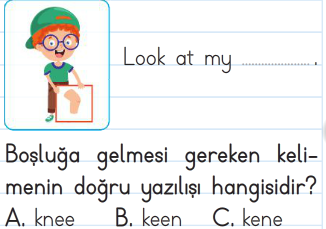 Look at my .................... .
Boşluğa gelmesi gereken keli-
menin doğru yazılışı hangisidir?
A. knee B. keen C. kene